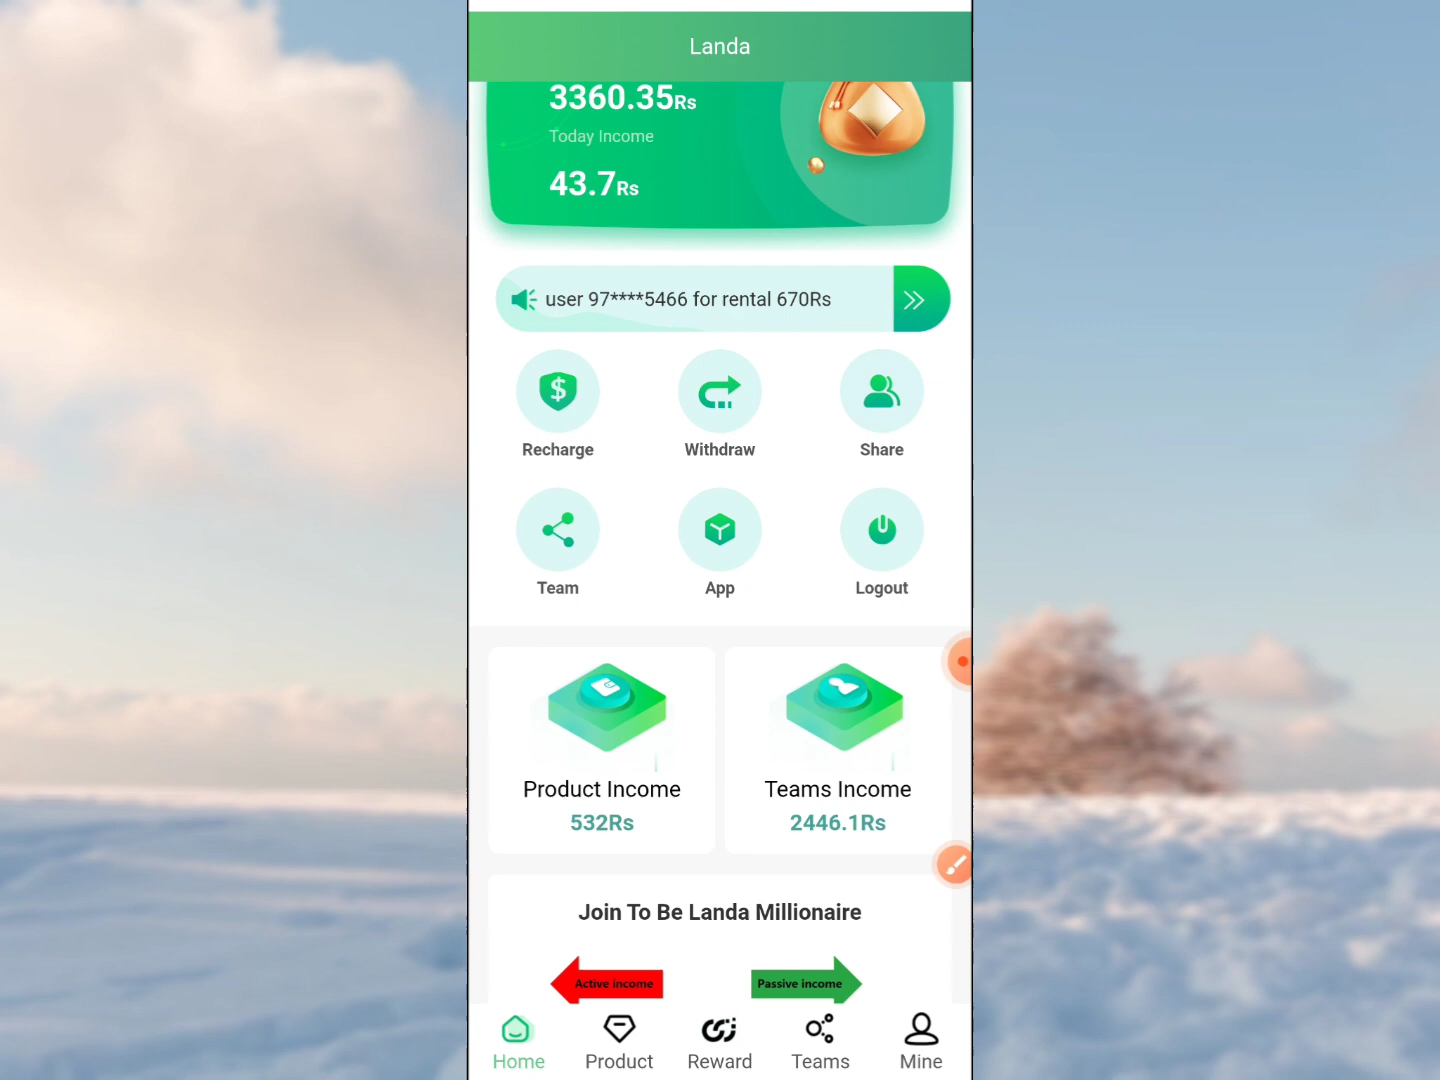 Landa
3360.35Rs
Today Income
43.7Rs
user 97****5466 for rental 670Rs
Recharge Withdraw Share
Team App Logout
Product Income Teams Income
532Rs 2446.1Rs
Join To Be Landa Millionaire
Active income Passive income
Home Product Reward Teams Mine